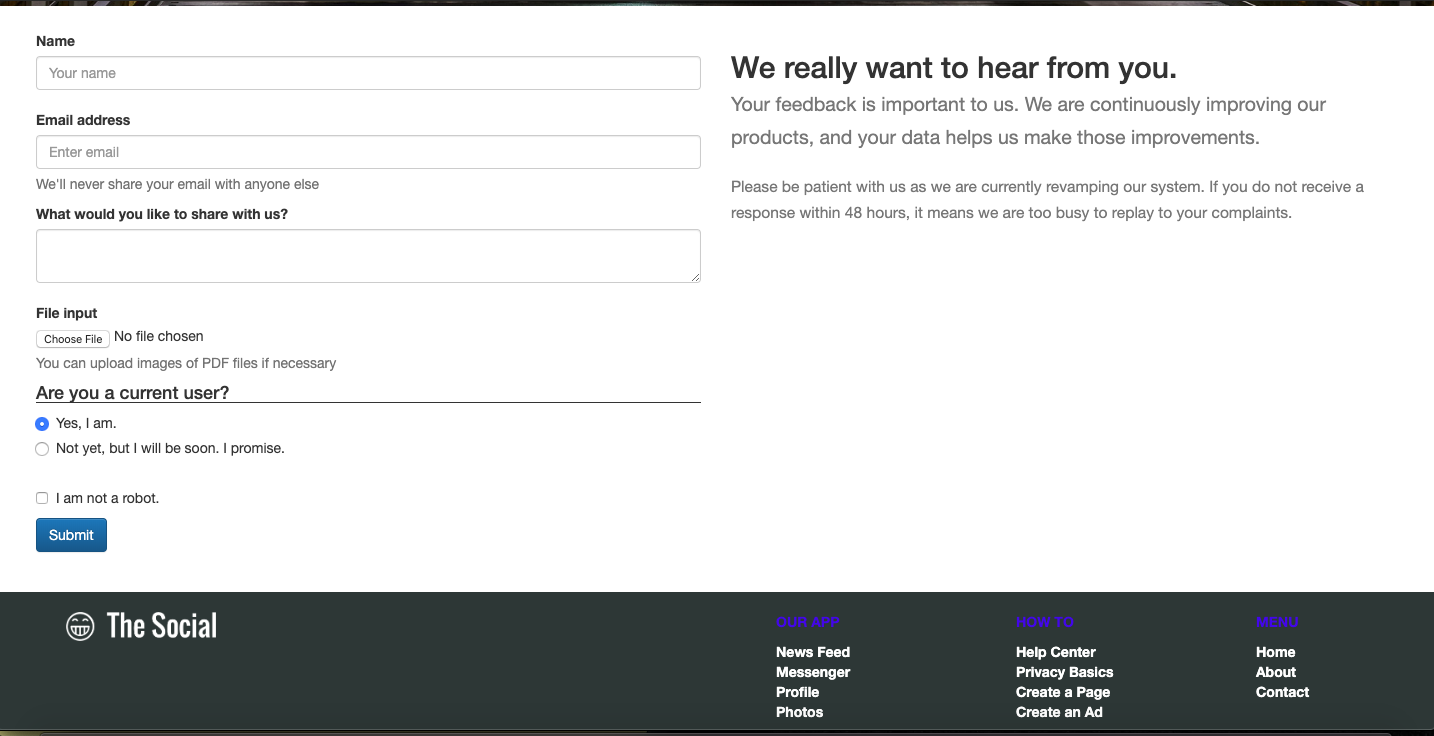 Name
Your name
Email address
Enter email
We'll never share your email with anyone else
What would you like to share with us?
File input
Choose File No file chosen
You can upload images of PDF files if necessary
Are you a current user?
Yes, I am.
Not yet, but I will be soon. I promise.
I am not a robot.
Submit
We really want to hear from you.
Your feedback is important to us. We are continuously improving our
products, and your data helps us make those improvements.
Please be patient with us as we are currently revamping our system. If you do not receive a
response within 48 hours, it means we are too busy to replay to your complaints.
The Social
OUR APP
News Feed
Messenger
Profile
Photos
HOW TO
Help Center
Privacy Basics
Create a Page
Create an Ad
MENU
Home
About
Contact